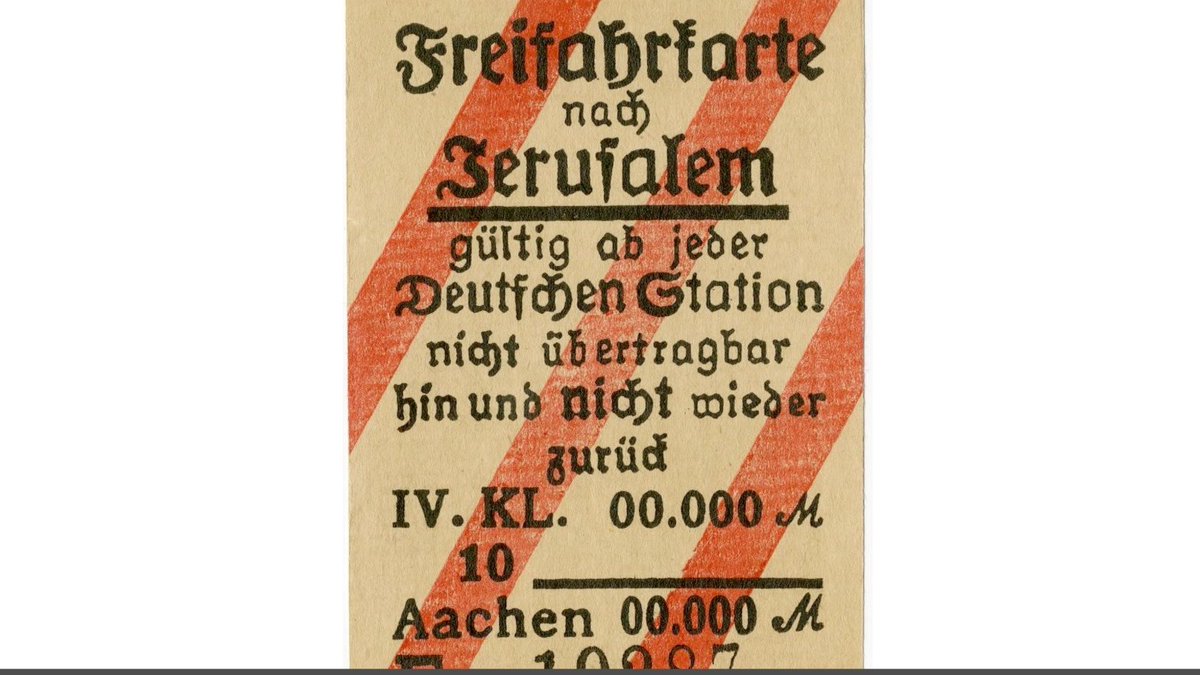 Freifahrkarte
nach
Jerusalem
gültig ab jeder
Deutschen Station
nicht übertragbar
hin und nicht wieder
zurück
IV. KL. 00.000 M
10
Aachen 00.000 M